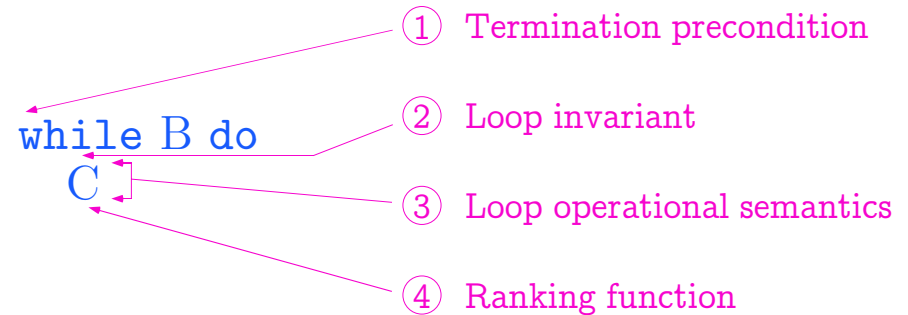 ① Termination precondition
② Loop invariant
while B do
C
③ Loop operational semantics
④ Ranking function